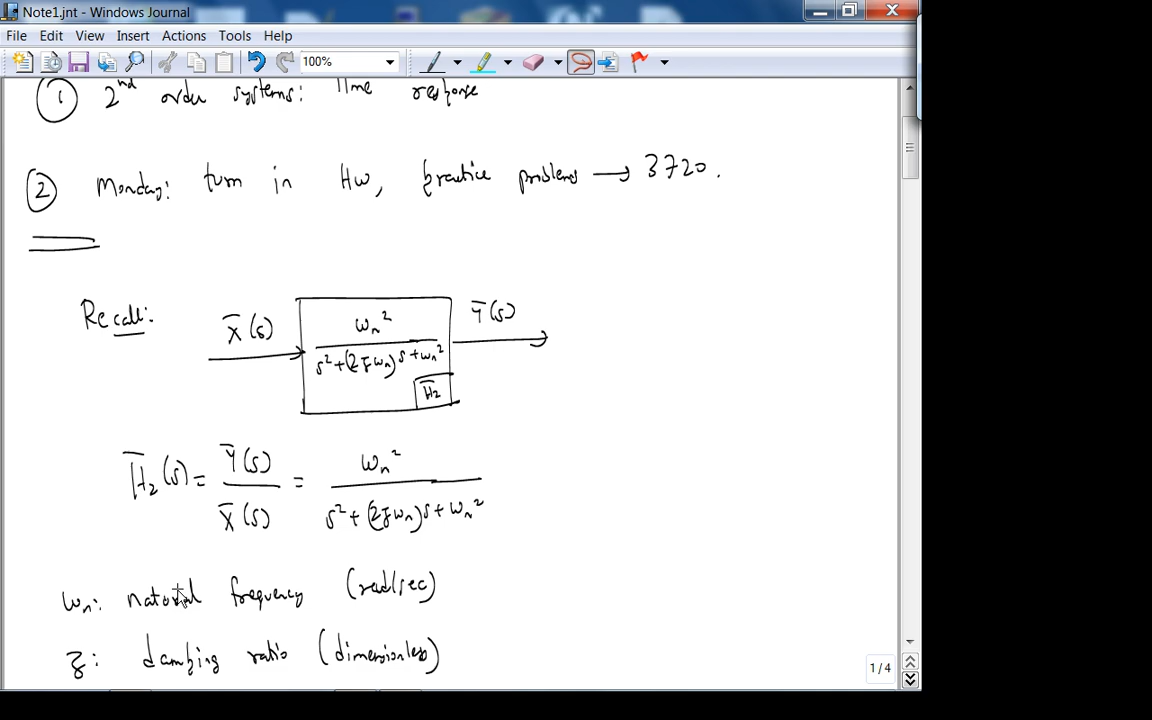 Note1.jnt - Windows Journal
File Edit View Insert Actions Tools Help
100%
① 2nd order systems: Time response
② Monday: turn in HW, practice problems → 3720.
Recall:
X̄(s)
ωn²
s²+(2ζωn)s+ωn²
H̄₂
Ȳ(s)
H̄₂(s) = Ȳ(s)/X̄(s) = ωn²/(s²+(2ζωn)s+ωn²)
ωn: natural frequency (rad/sec)
ζ: damping ratio (dimensionless)
1 / 4